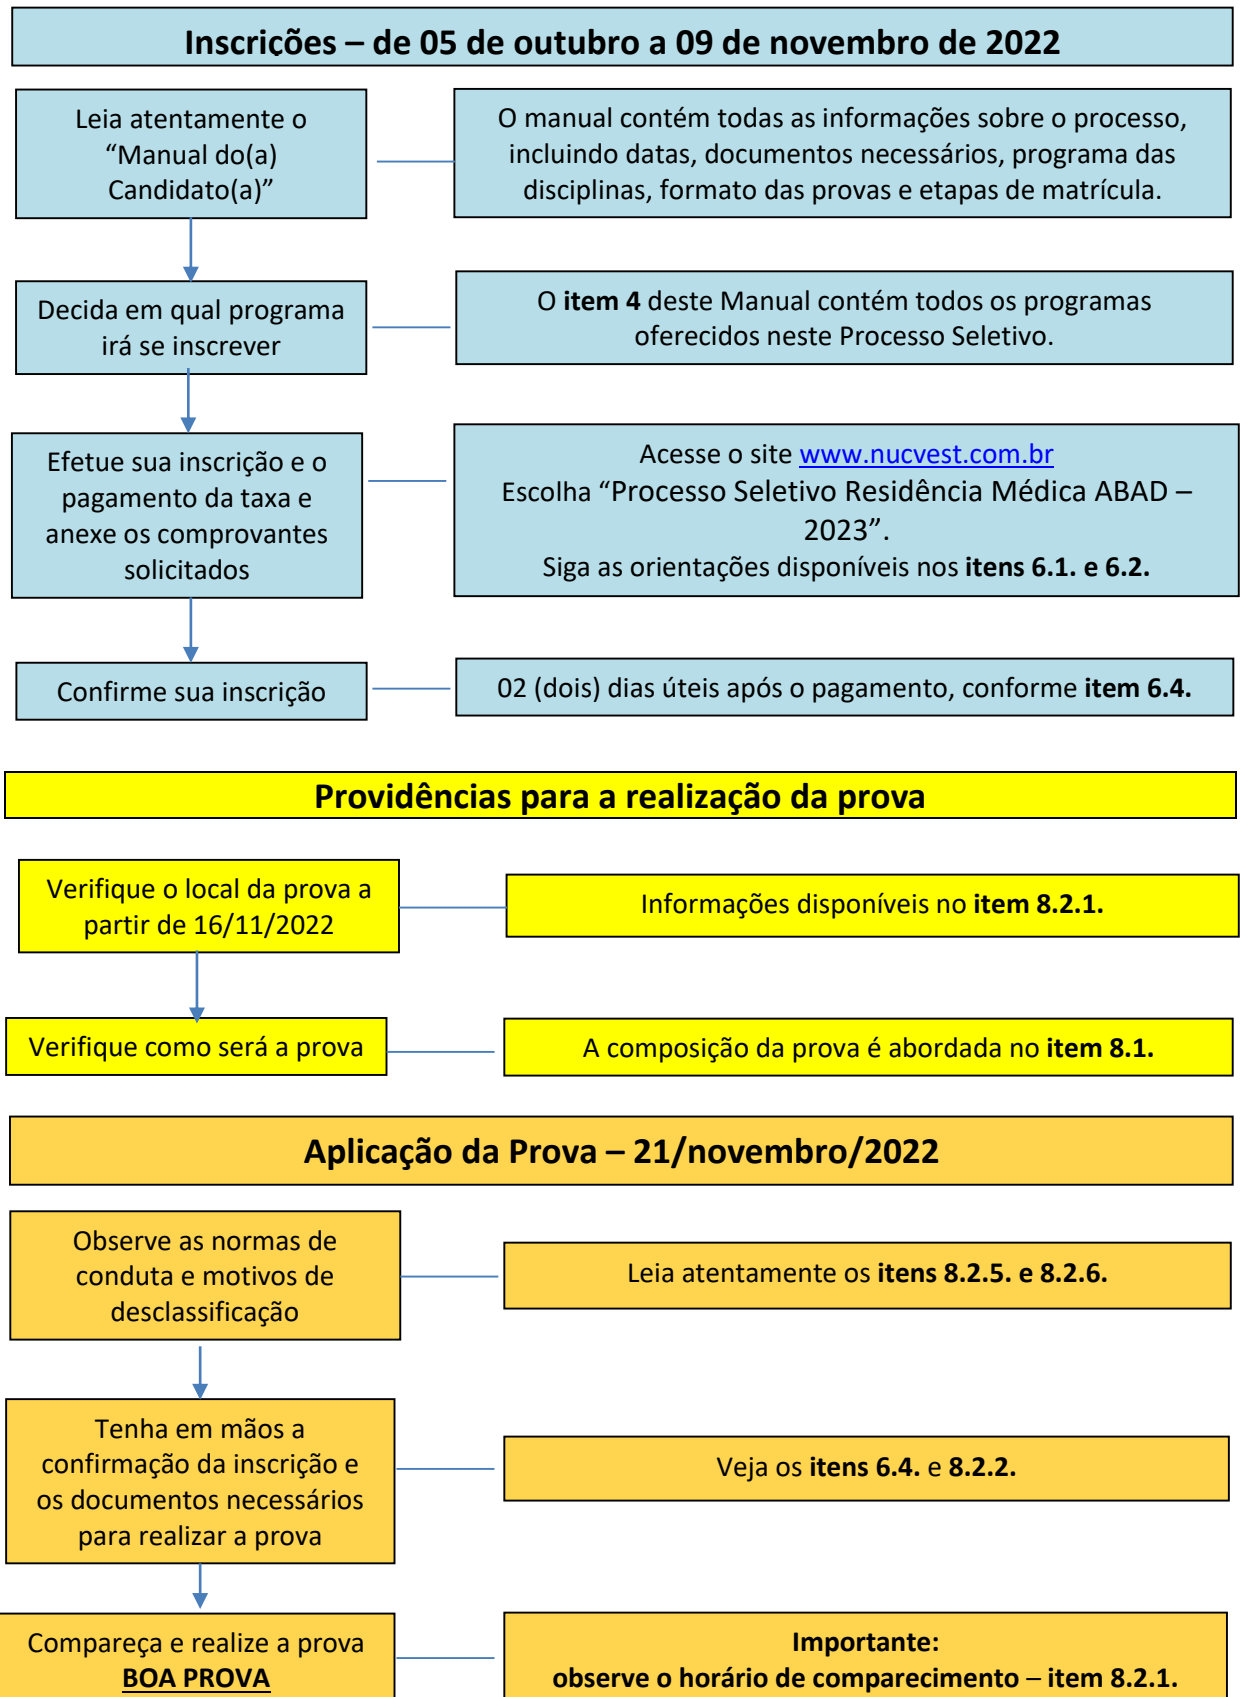 Inscrições – de 05 de outubro a 09 de novembro de 2022
Leia atentamente o
“Manual do(a)
Candidato(a)”
O manual contém todas as informações sobre o processo,
incluindo datas, documentos necessários, programa das
disciplinas, formato das provas e etapas de matrícula.
Decida em qual programa
irá se inscrever
O item 4 deste Manual contém todos os programas
oferecidos neste Processo Seletivo.
Efetue sua inscrição e o
pagamento da taxa e
anexe os comprovantes
solicitados
Acesse o site www.nucvest.com.br
Escolha “Processo Seletivo Residência Médica ABAD –
2023”.
Siga as orientações disponíveis nos itens 6.1. e 6.2.
Confirme sua inscrição
02 (dois) dias úteis após o pagamento, conforme item 6.4.
Providências para a realização da prova
Verifique o local da prova a
partir de 16/11/2022
Informações disponíveis no item 8.2.1.
Verifique como será a prova
A composição da prova é abordada no item 8.1.
Aplicação da Prova – 21/novembro/2022
Observe as normas de
conduta e motivos de
desclassificação
Leia atentamente os itens 8.2.5. e 8.2.6.
Tenha em mãos a
confirmação da inscrição e
os documentos necessários
para realizar a prova
Veja os itens 6.4. e 8.2.2.
Compareça e realize a prova
BOA PROVA
Importante:
observe o horário de comparecimento – item 8.2.1.